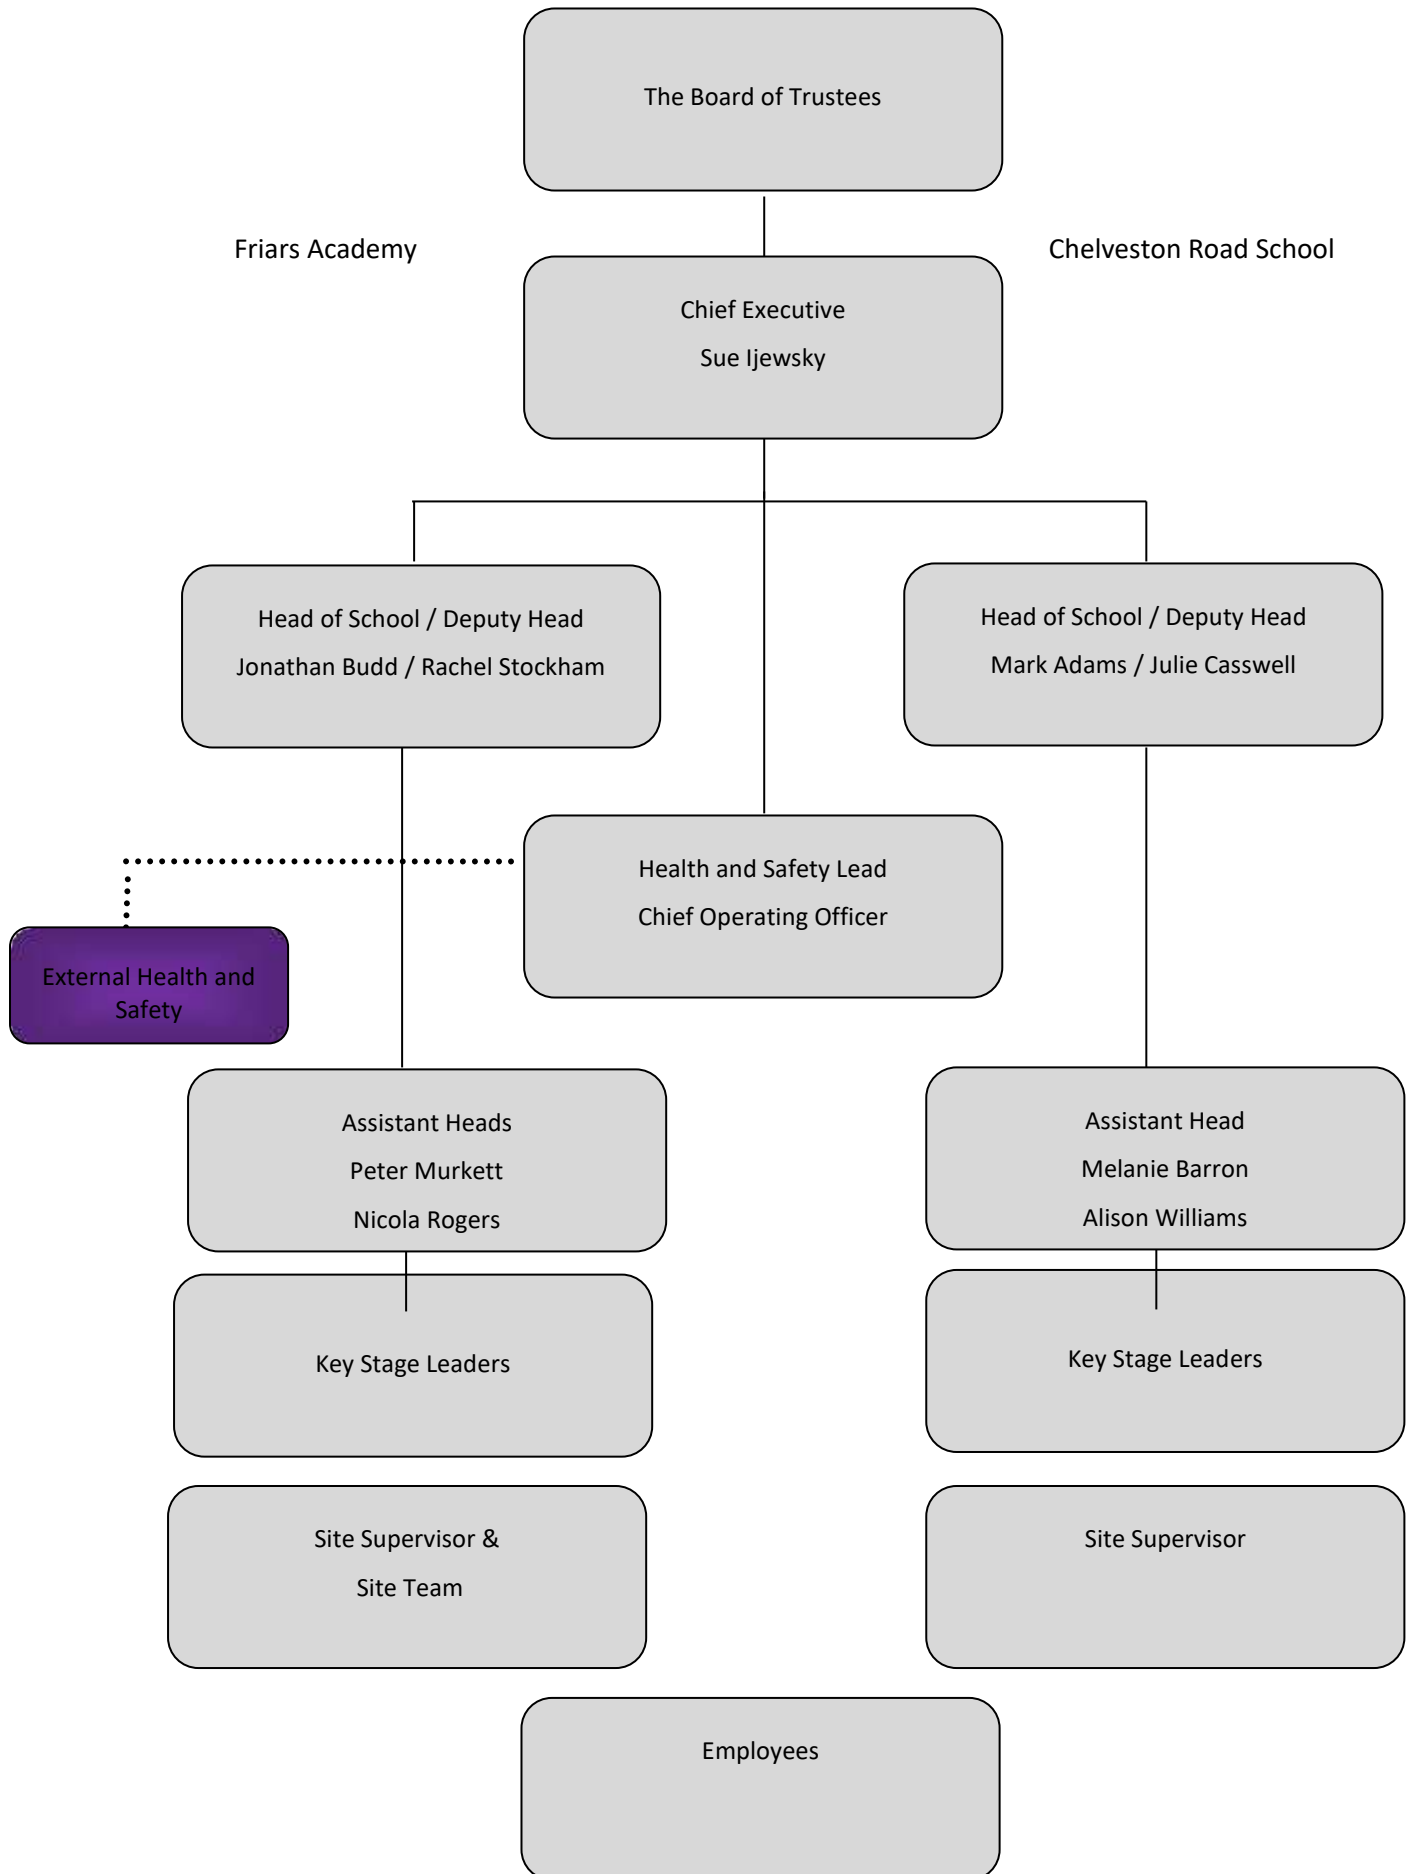 The Board of Trustees
Friars Academy
Chelveston Road School
Chief Executive
Sue Ijewsky
Head of School / Deputy Head
Jonathan Budd / Rachel Stockham
Head of School / Deputy Head
Mark Adams / Julie Casswell
Health and Safety Lead
Chief Operating Officer
External Health and
Safety
Assistant Heads
Peter Murkett
Nicola Rogers
Assistant Head
Melanie Barron
Alison Williams
Key Stage Leaders
Key Stage Leaders
Site Supervisor &
Site Team
Site Supervisor
Employees